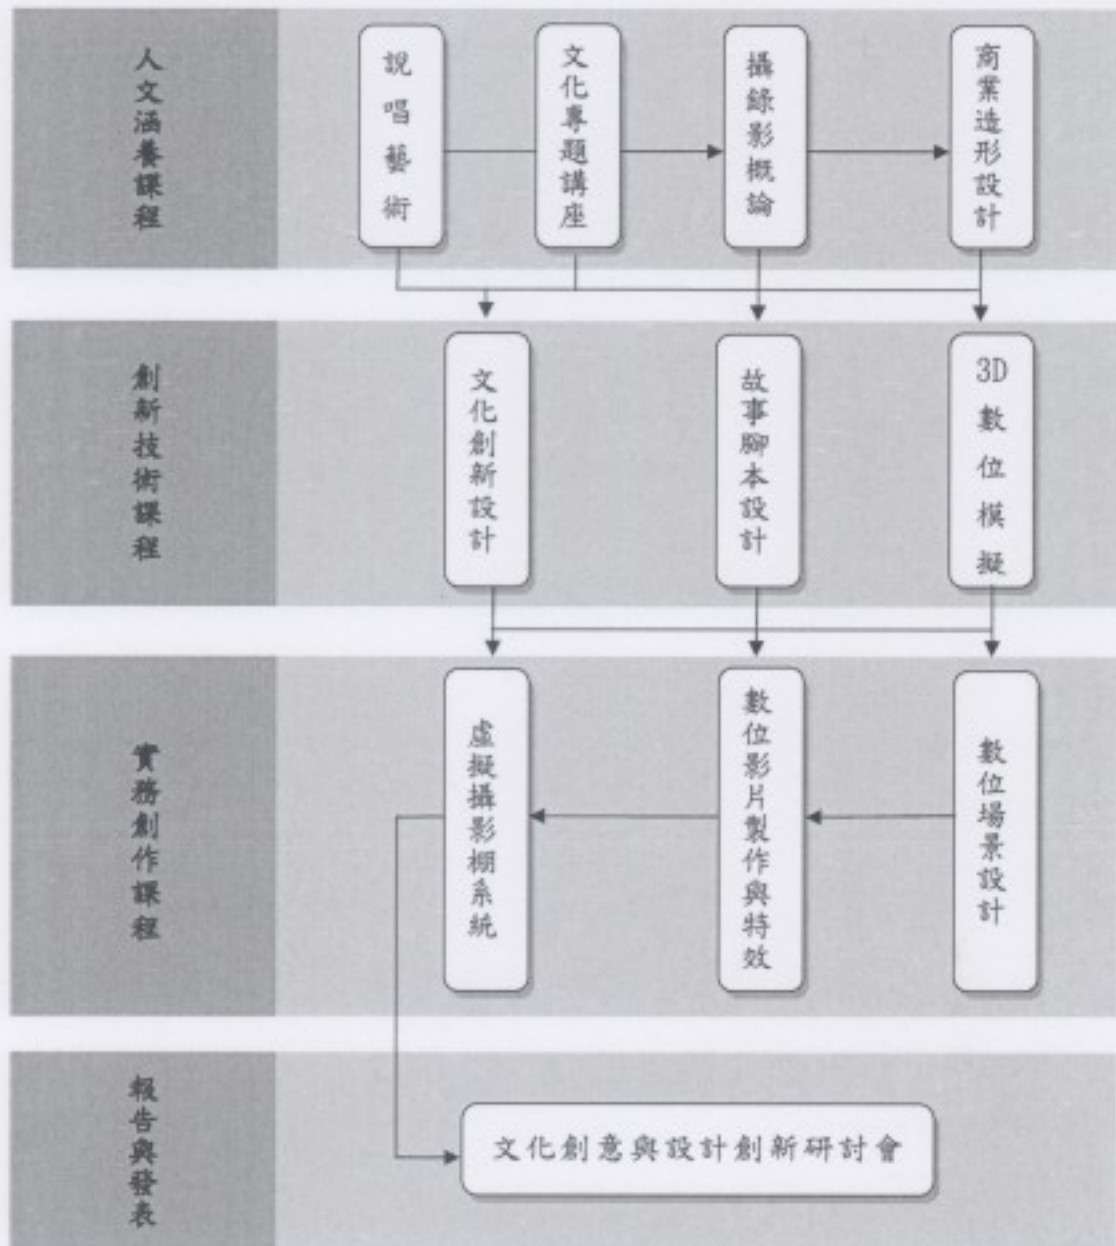 人文涵養課程
說唱藝術
文化專題講座
攝錄影概論
商業造形設計
創新技術課程
文化創新設計
故事腳本設計
3D數位模擬
實務創作課程
虛擬攝影棚系統
數位影片製作與特效
數位場景設計
報告與發表
文化創意與設計創新研討會